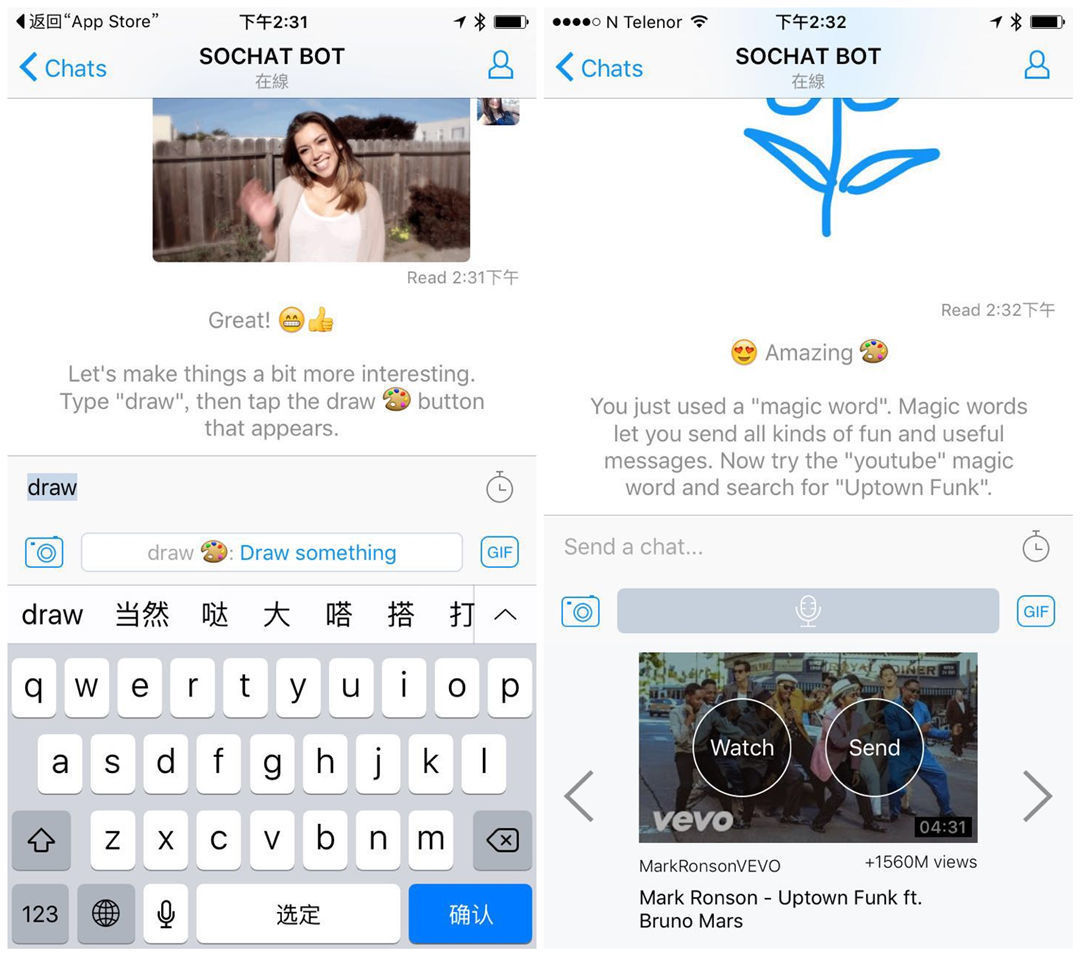 返回“App Store”
下午2:31
Chats
SOCHAT BOT
在線
Read 2:31下午
Great! 😁👍
Let's make things a bit more interesting.
Type "draw", then tap the draw 🎨 button
that appears.
draw
draw 🎨: Draw something
GIF
draw 当然 哒 大 嗒 搭 打
q w e r t y u i o p
a s d f g h j k l
z x c v b n m
123
选定
确认
N Telenor
下午2:32
Chats
SOCHAT BOT
在線
Read 2:32下午
😍 Amazing 🎨
You just used a "magic word". Magic words
let you send all kinds of fun and useful
messages. Now try the "youtube" magic
word and search for "Uptown Funk".
Send a chat...
GIF
DINER
Watch
Send
vevo
04:31
MarkRonsonVEVO
+1560M views
Mark Ronson - Uptown Funk ft.
Bruno Mars